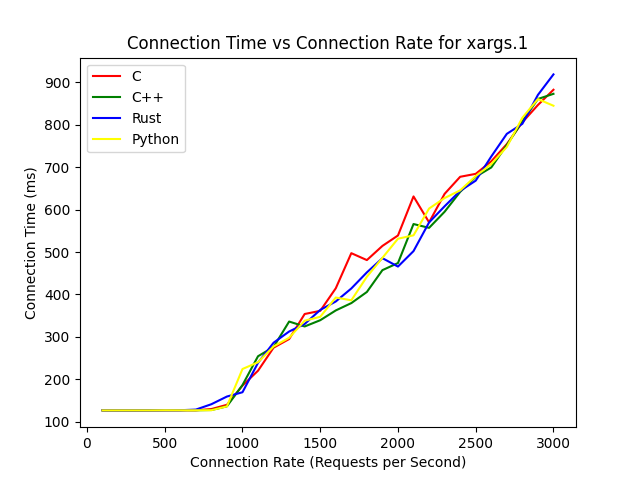 Connection Time vs Connection Rate for xargs.1
C
C++
Rust
Python
900
800
700
600
500
400
300
200
100
Connection Time (ms)
0 500 1000 1500 2000 2500 3000
Connection Rate (Requests per Second)